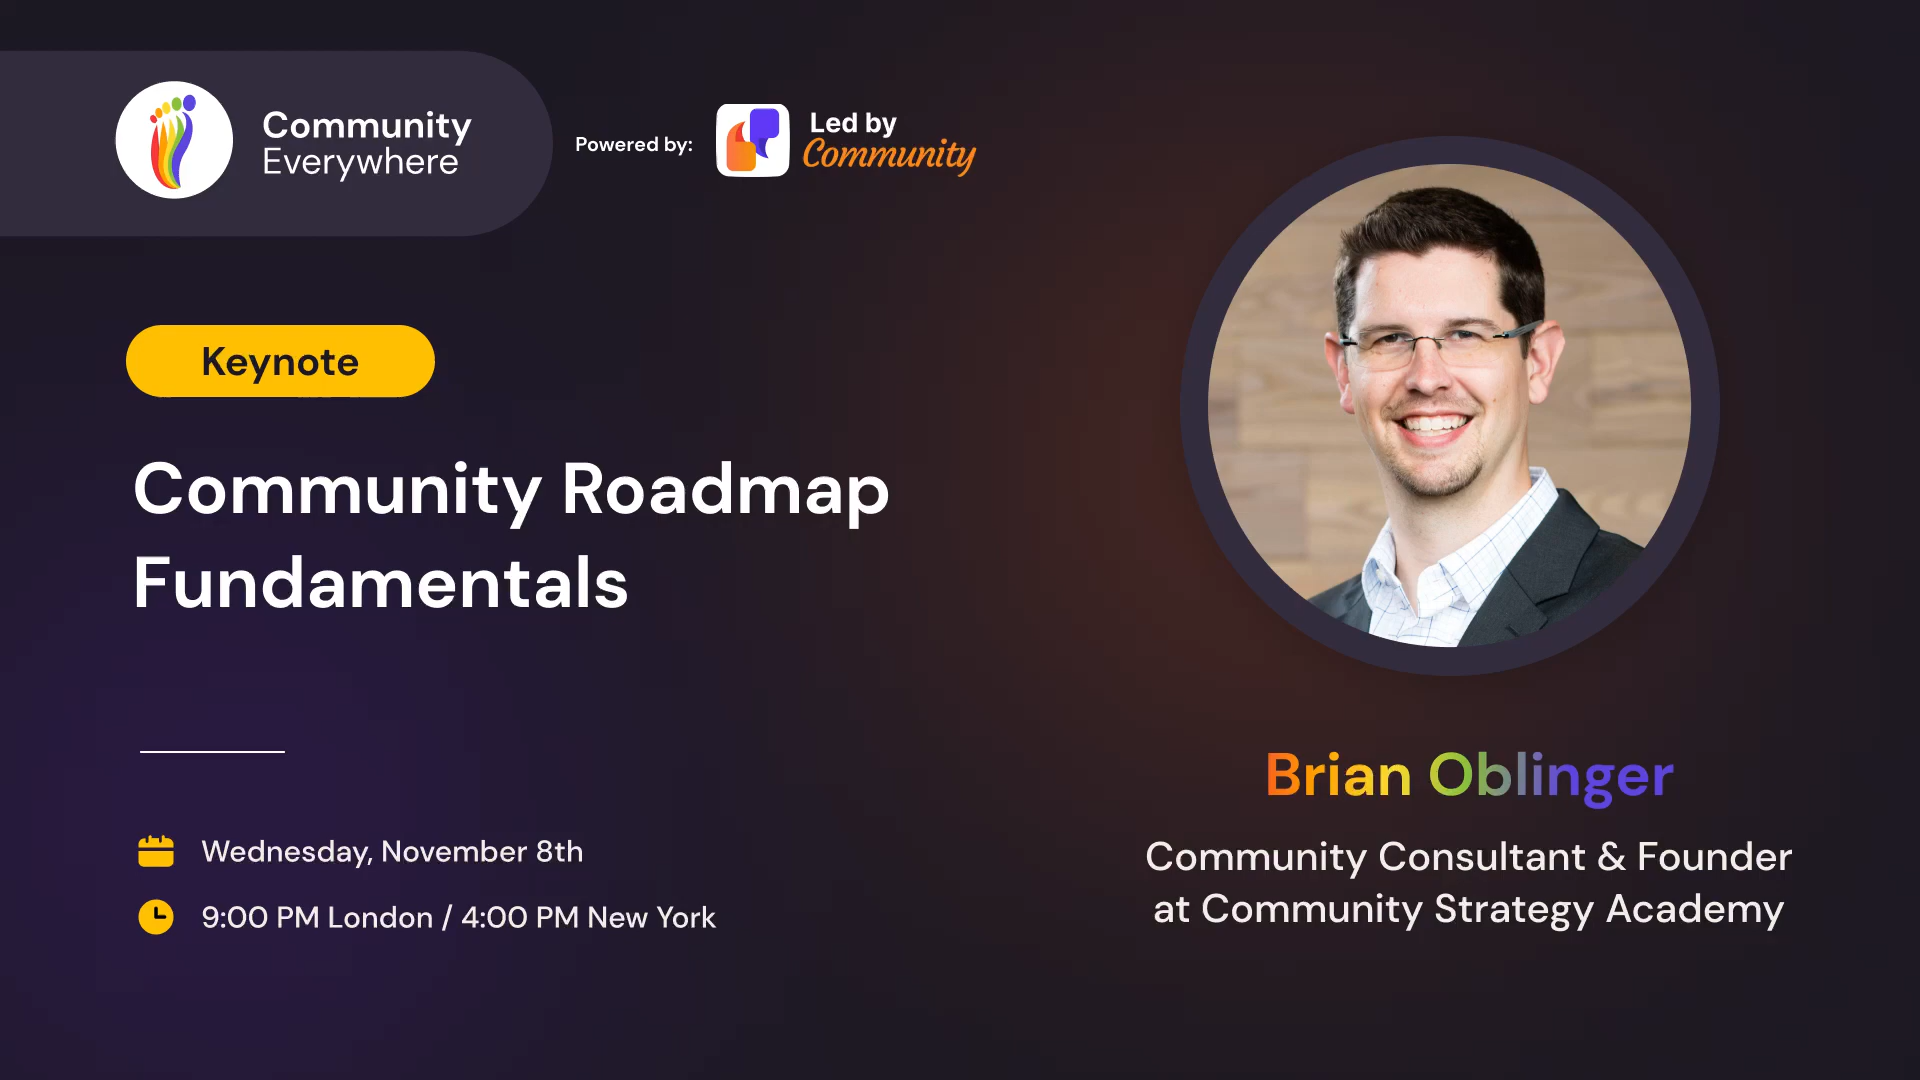 Community
Everywhere
Powered by:
Led by
Community
Keynote
Community Roadmap
Fundamentals
Wednesday, November 8th
9:00 PM London / 4:00 PM New York
Brian Oblinger
Community Consultant & Founder
at Community Strategy Academy